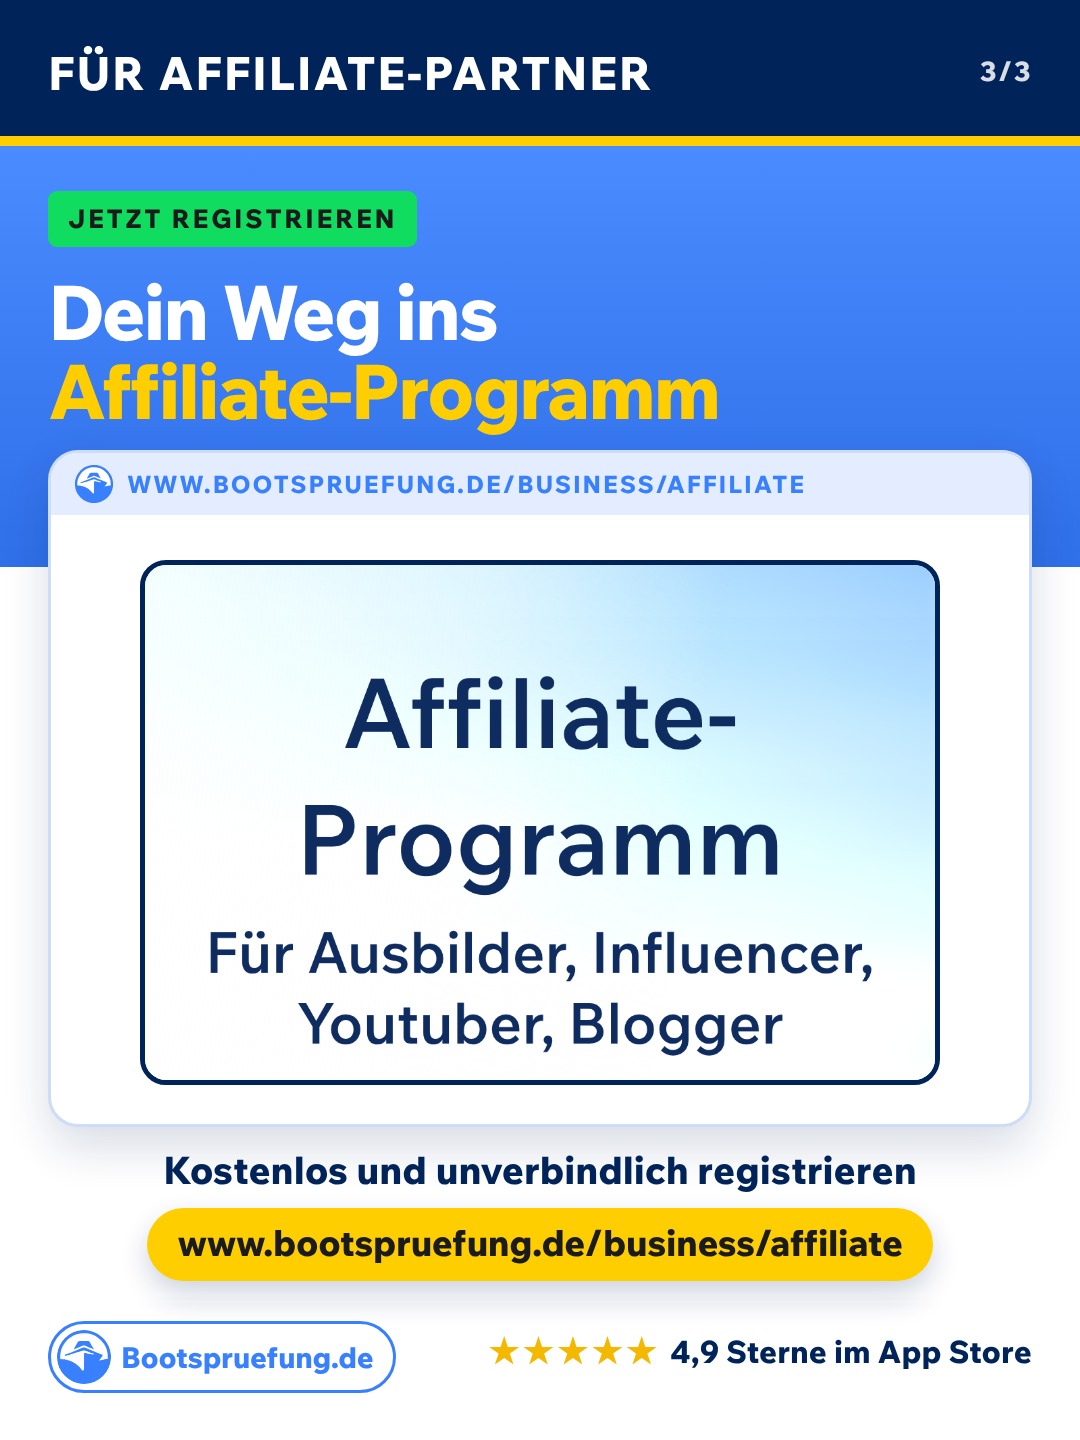 FÜR AFFILIATE-PARTNER
3/3
JETZT REGISTRIEREN
Dein Weg ins
Affiliate-Programm
WWW.BOOTSPRUEFUNG.DE/BUSINESS/AFFILIATE
Affiliate-
Programm
Für Ausbilder, Influencer,
Youtuber, Blogger
Kostenlos und unverbindlich registrieren
www.bootspruefung.de/business/affiliate
Bootspruefung.de
★★★★★ 4,9 Sterne im App Store